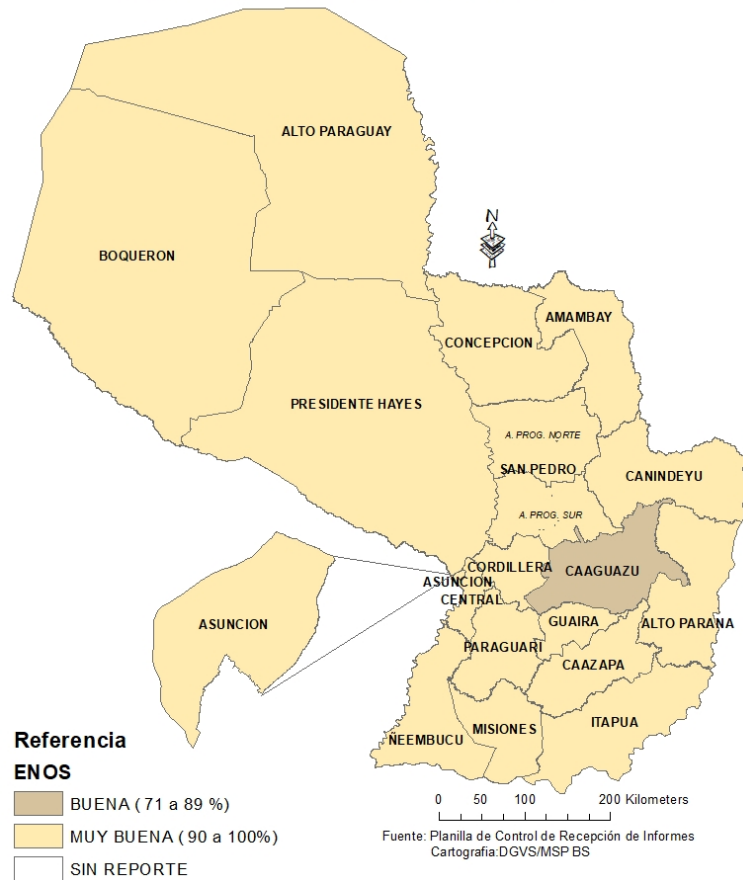 ALTO PARAGUAY
BOQUERON
N
AMAMBAY
CONCEPCION
PRESIDENTE HAYES
A. PROG. NORTE
SAN PEDRO
CANINDEYU
A. PROG. SUR
CORDILLERA
CAAGUAZU
ASUNCION
CENTRAL
ASUNCION
GUAIRA
ALTO PARANA
PARAGUARI
CAAZAPA
MISIONES
ITAPUA
ÑEEMBUCU
Referencia
ENOS
BUENA ( 71 a 89 %)
MUY BUENA ( 90 a 100%)
SIN REPORTE
0 50 100 200 Kilometers
Fuente: Planilla de Control de Recepción de Informes
Cartografia:DGVS/MSP BS